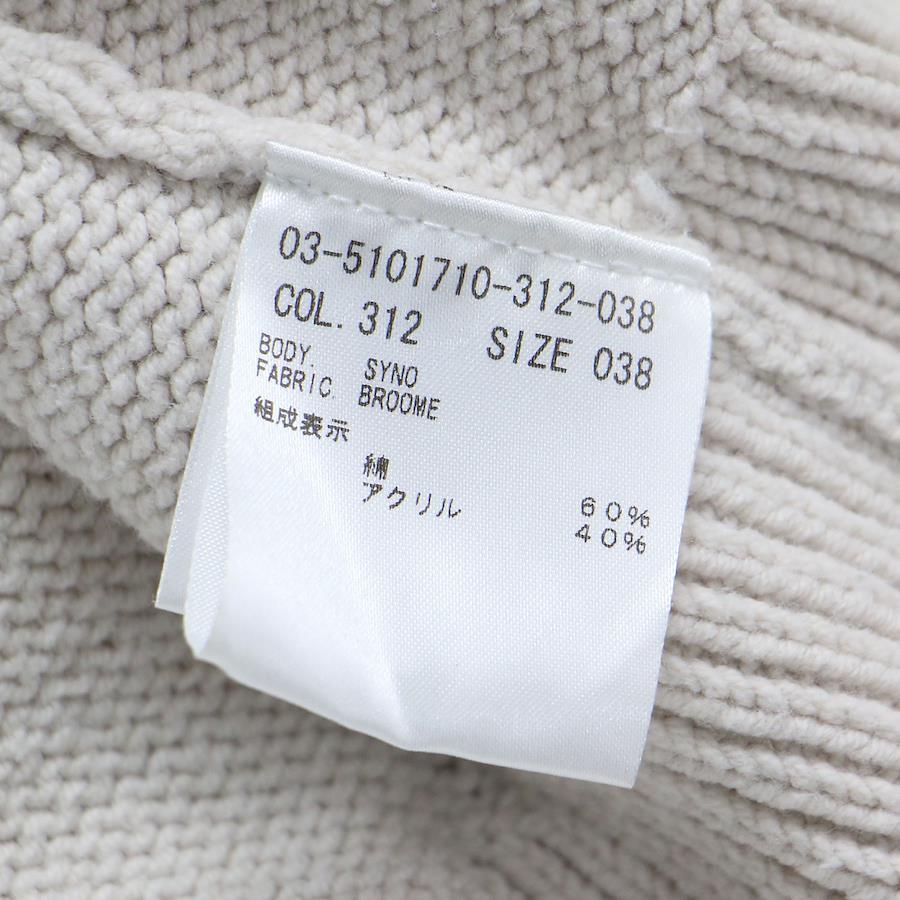 03-5101710-312-038
COL. 312 SIZE 038
BODY. SYNO
FABRIC. BROOME
組成表示
綿 60%
アクリル 40%